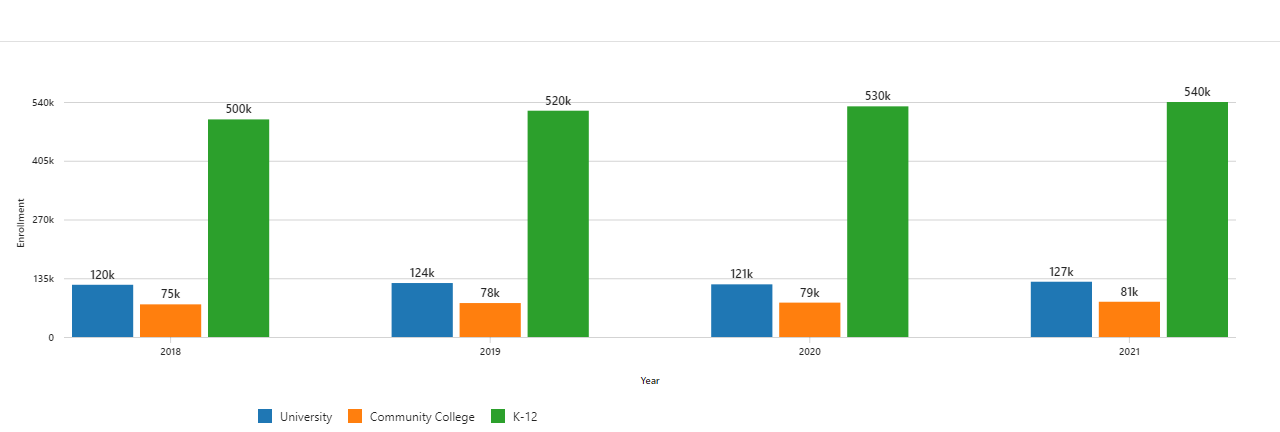 540k
405k
270k
135k
0
Enrollment
120k
75k
500k
124k
78k
520k
121k
79k
530k
127k
81k
540k
2018
2019
2020
2021
Year
University
Community College
K-12